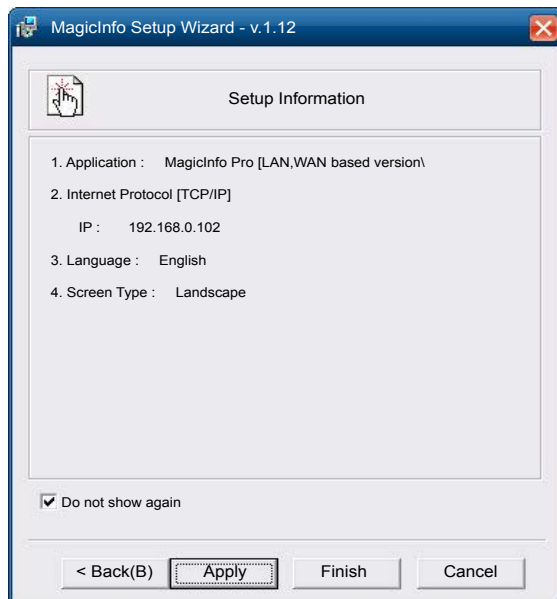 MagicInfo Setup Wizard - v.1.12
Setup Information
1. Application : MagicInfo Pro [LAN,WAN based version\
2. Internet Protocol [TCP/IP]
IP : 192.168.0.102
3. Language : English
4. Screen Type : Landscape
Do not show again
< Back(B) Apply Finish Cancel